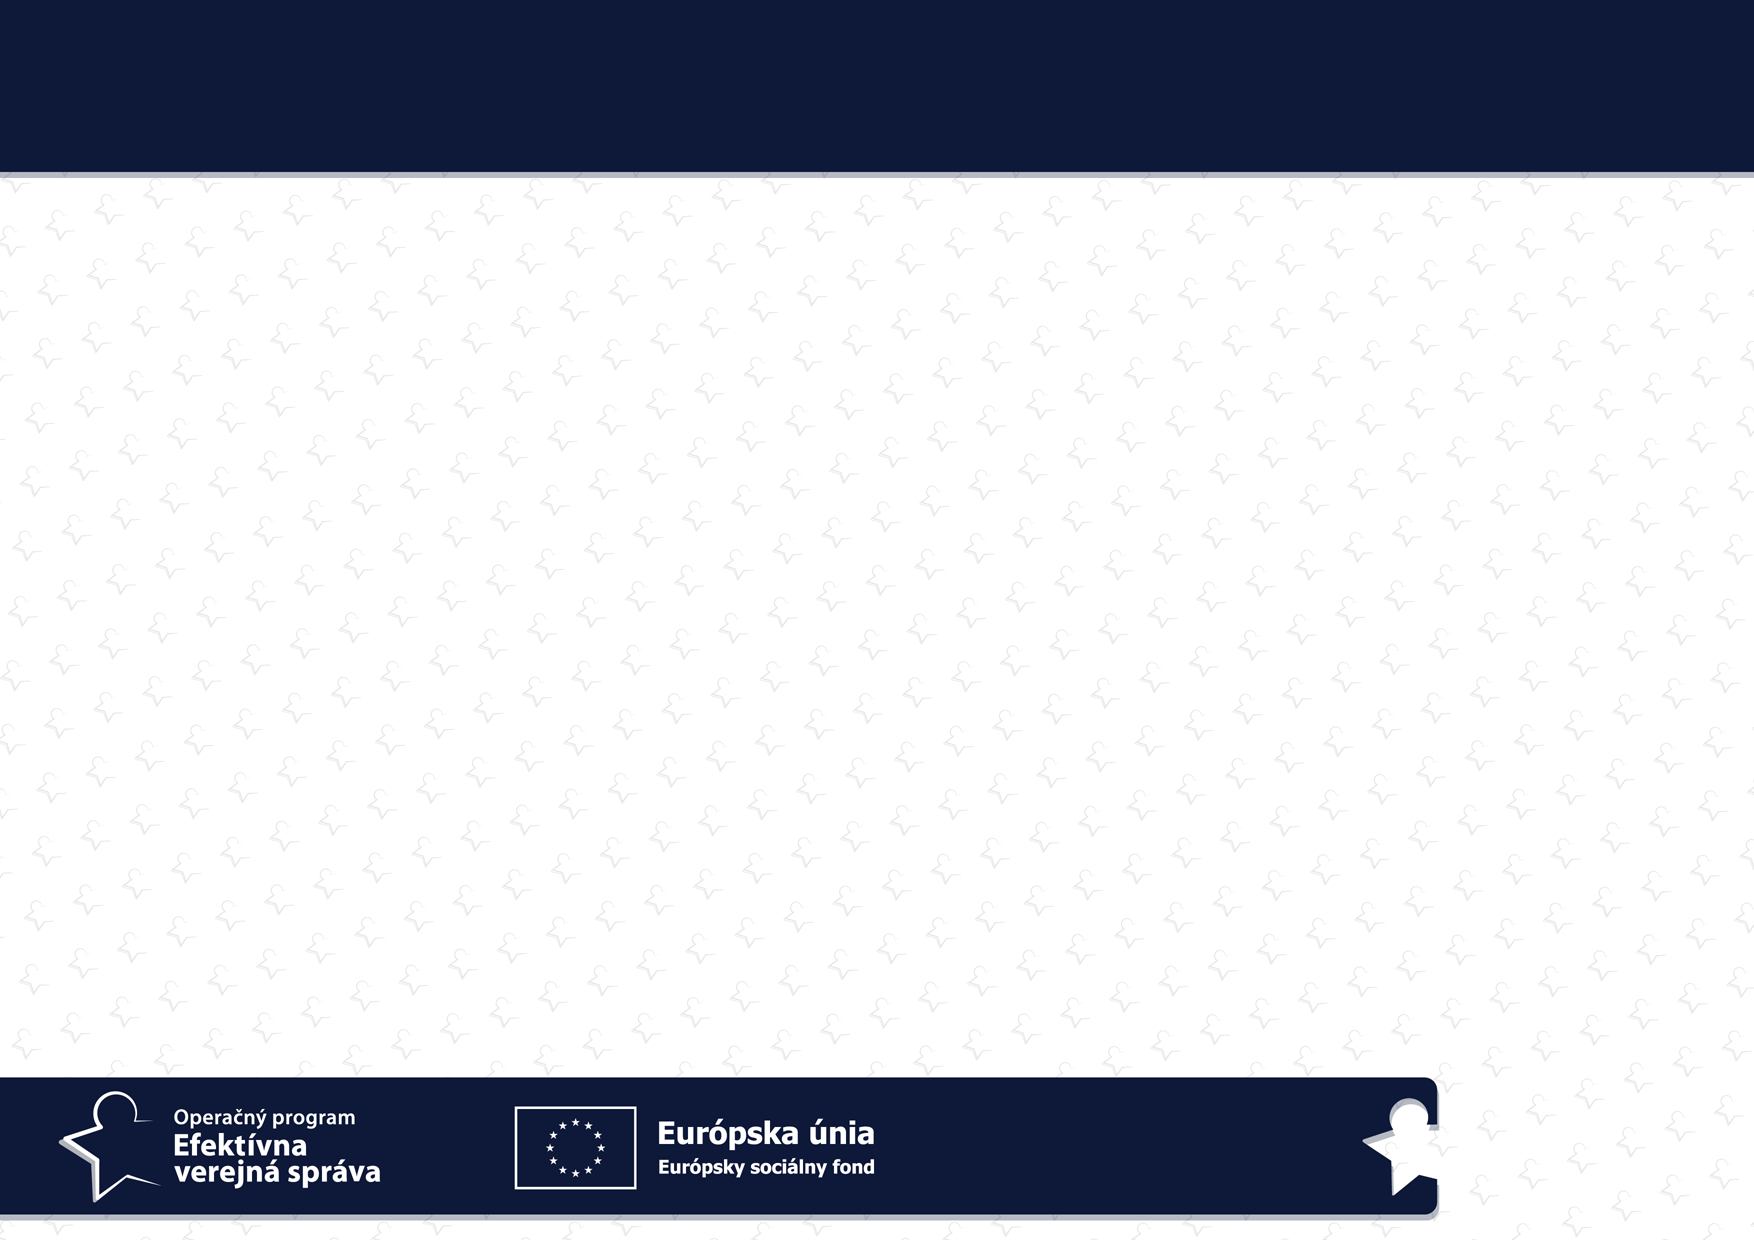 Operačný program
Efektívna
verejná správa
Európska únia
Európsky sociálny fond